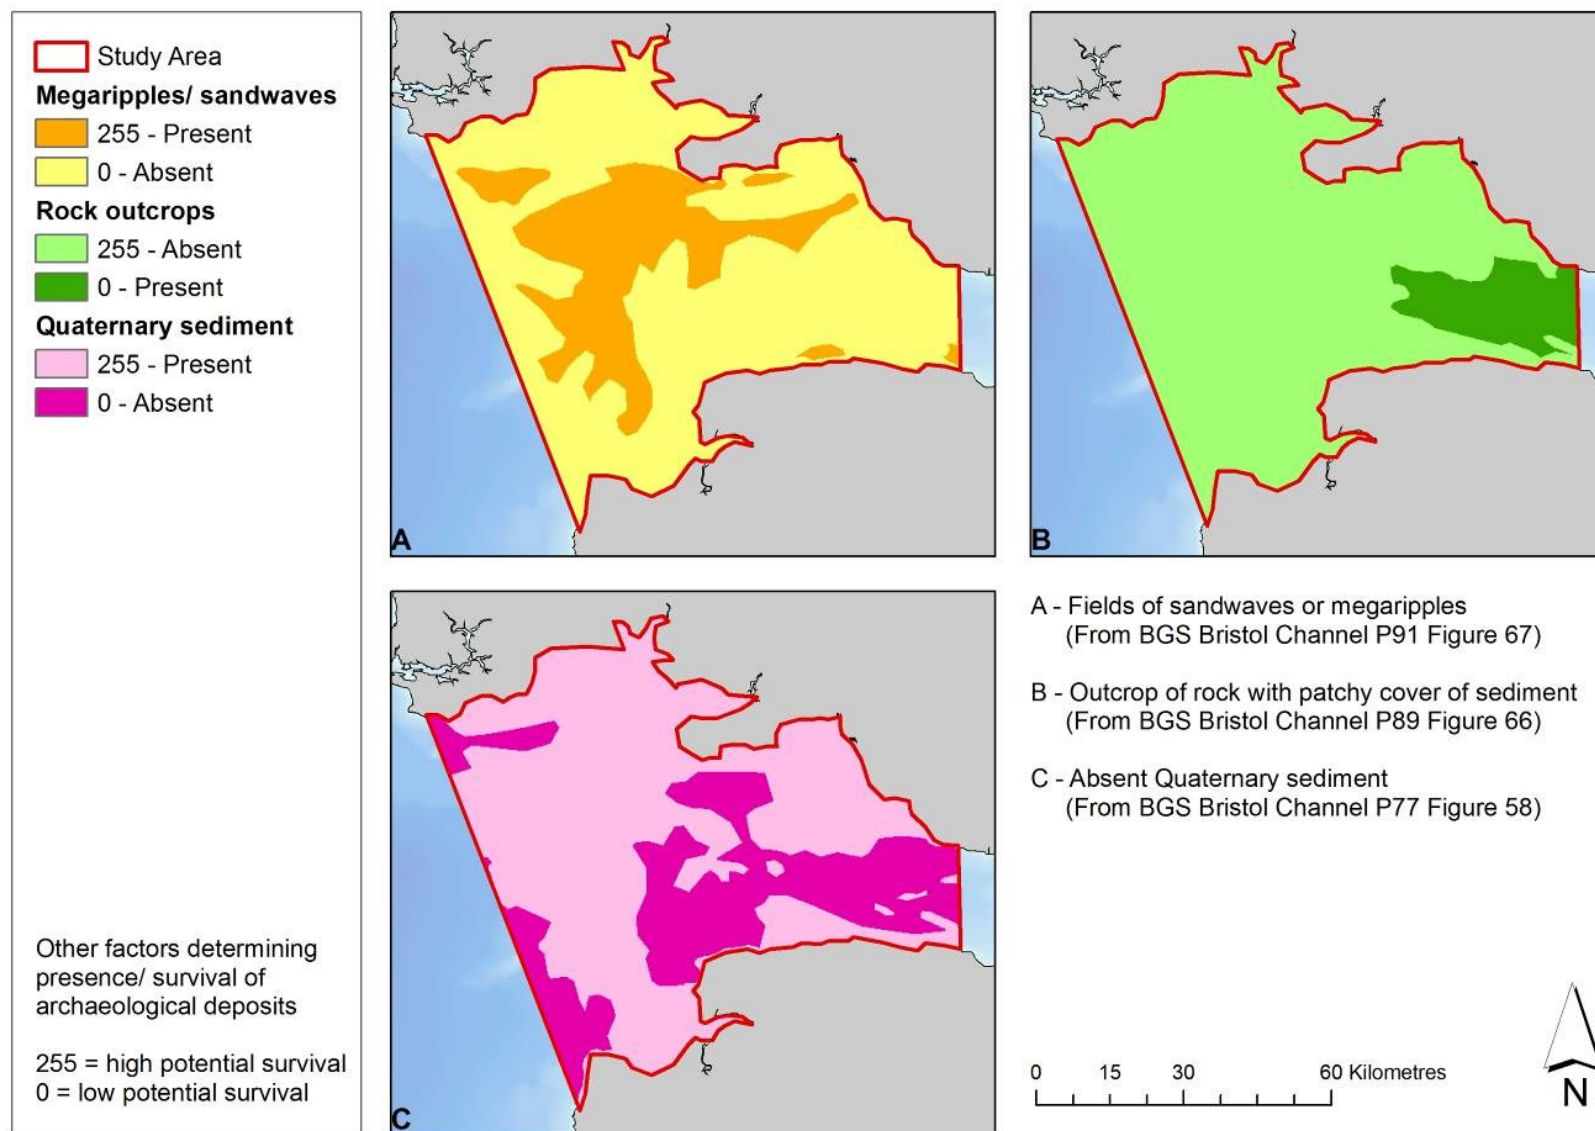 Study Area
Megaripples/ sandwaves
255 - Present
0 - Absent
Rock outcrops
255 - Absent
0 - Present
Quaternary sediment
255 - Present
0 - Absent
Other factors determining
presence/ survival of
archaeological deposits
255 = high potential survival
0 = low potential survival
A
B
C
A - Fields of sandwaves or megaripples
(From BGS Bristol Channel P91 Figure 67)
B - Outcrop of rock with patchy cover of sediment
(From BGS Bristol Channel P89 Figure 66)
C - Absent Quaternary sediment
(From BGS Bristol Channel P77 Figure 58)
0 15 30 60 Kilometres
N